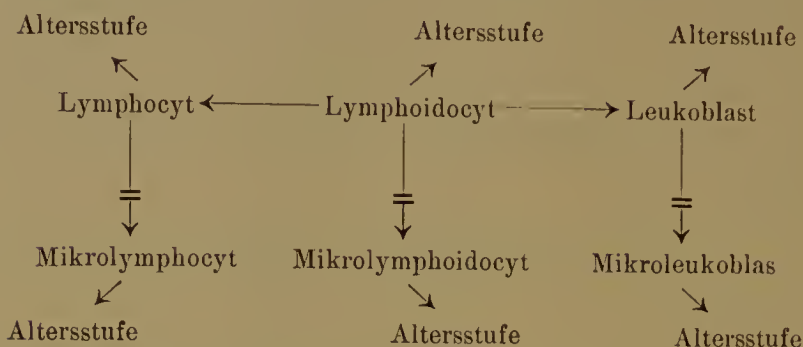 Altersstufe Altersstufe Altersstufe
Lymphocyt Lymphoidocyt Leukoblast
Mikrolymphocyt Mikrolymphoidocyt Mikroleukoblas
Altersstufe Altersstufe Altersstufe